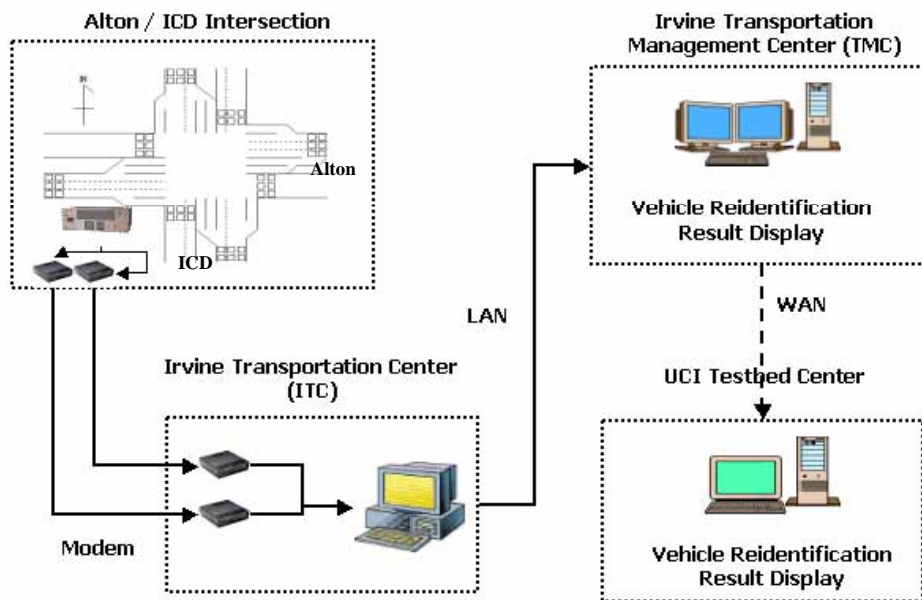 Alton / ICD Intersection
Alton
ICD
Irvine Transportation
Management Center (TMC)
Vehicle Reidentification
Result Display
LAN
WAN
Irvine Transportation Center
(ITC)
Modem
UCI Testbed Center
Vehicle Reidentification
Result Display